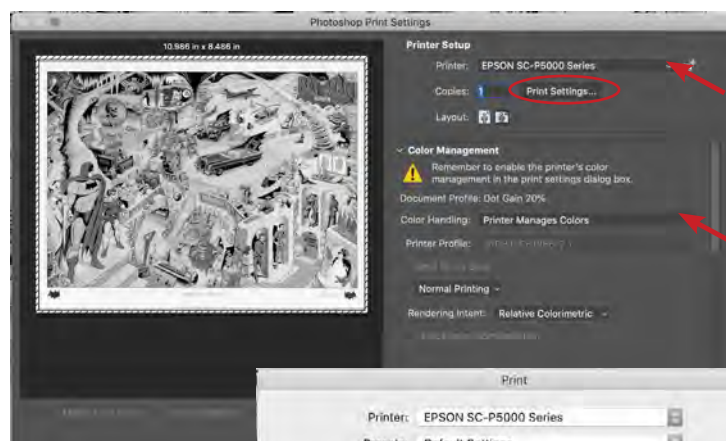 Photoshop Print Settings
10.986 in x 8.486 in
Printer Setup
Printer: EPSON SC-P5000 Series
Copies: 1 Print Settings...
Layout:
Color Management
Remember to enable the printer's color
management in the print settings dialog box.
Document Profile: Dot Gain 20%
Color Handling: Printer Manages Colors
Printer Profile:
Normal Printing
Rendering Intent: Relative Colorimetric
Print
Printer: EPSON SC-P5000 Series
Default Settings